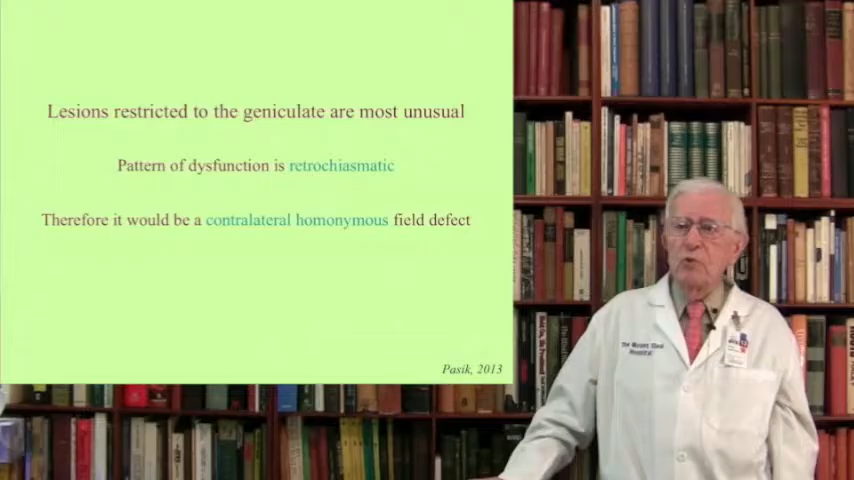 Lesions restricted to the geniculate are most unusual
Pattern of dysfunction is retrochiasmatic
Therefore it would be a contralateral homonymous field defect
Pasik, 2013
The Mount Sinai
Hospital